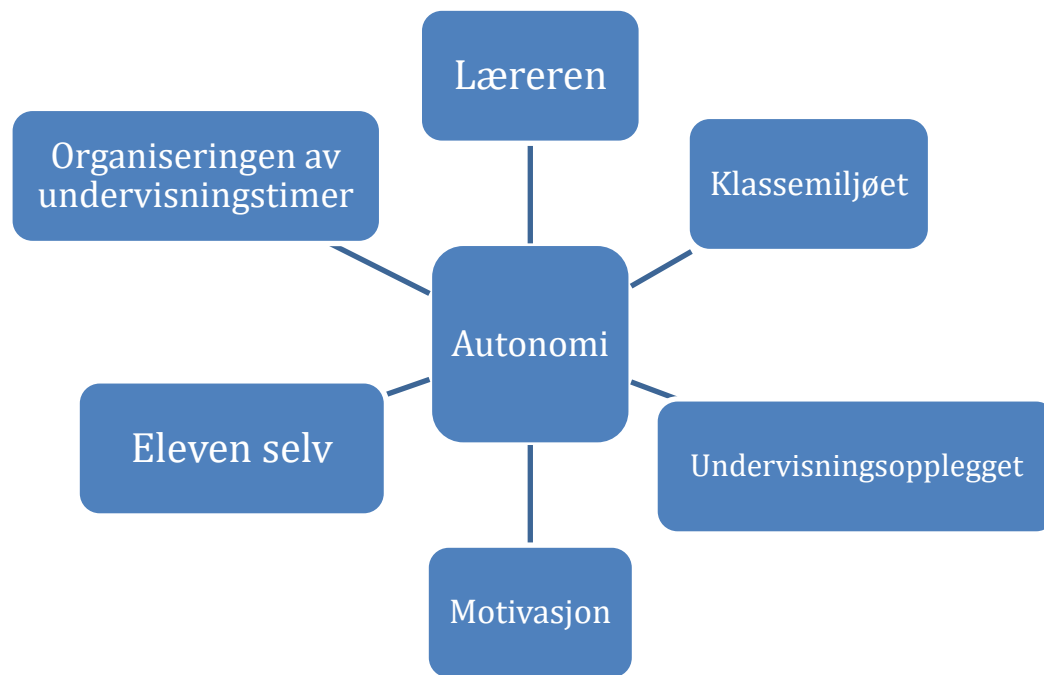 Læreren
Organiseringen av
undervisningstimer
Klassemiljøet
Autonomi
Eleven selv
Undervisningsopplegget
Motivasjon